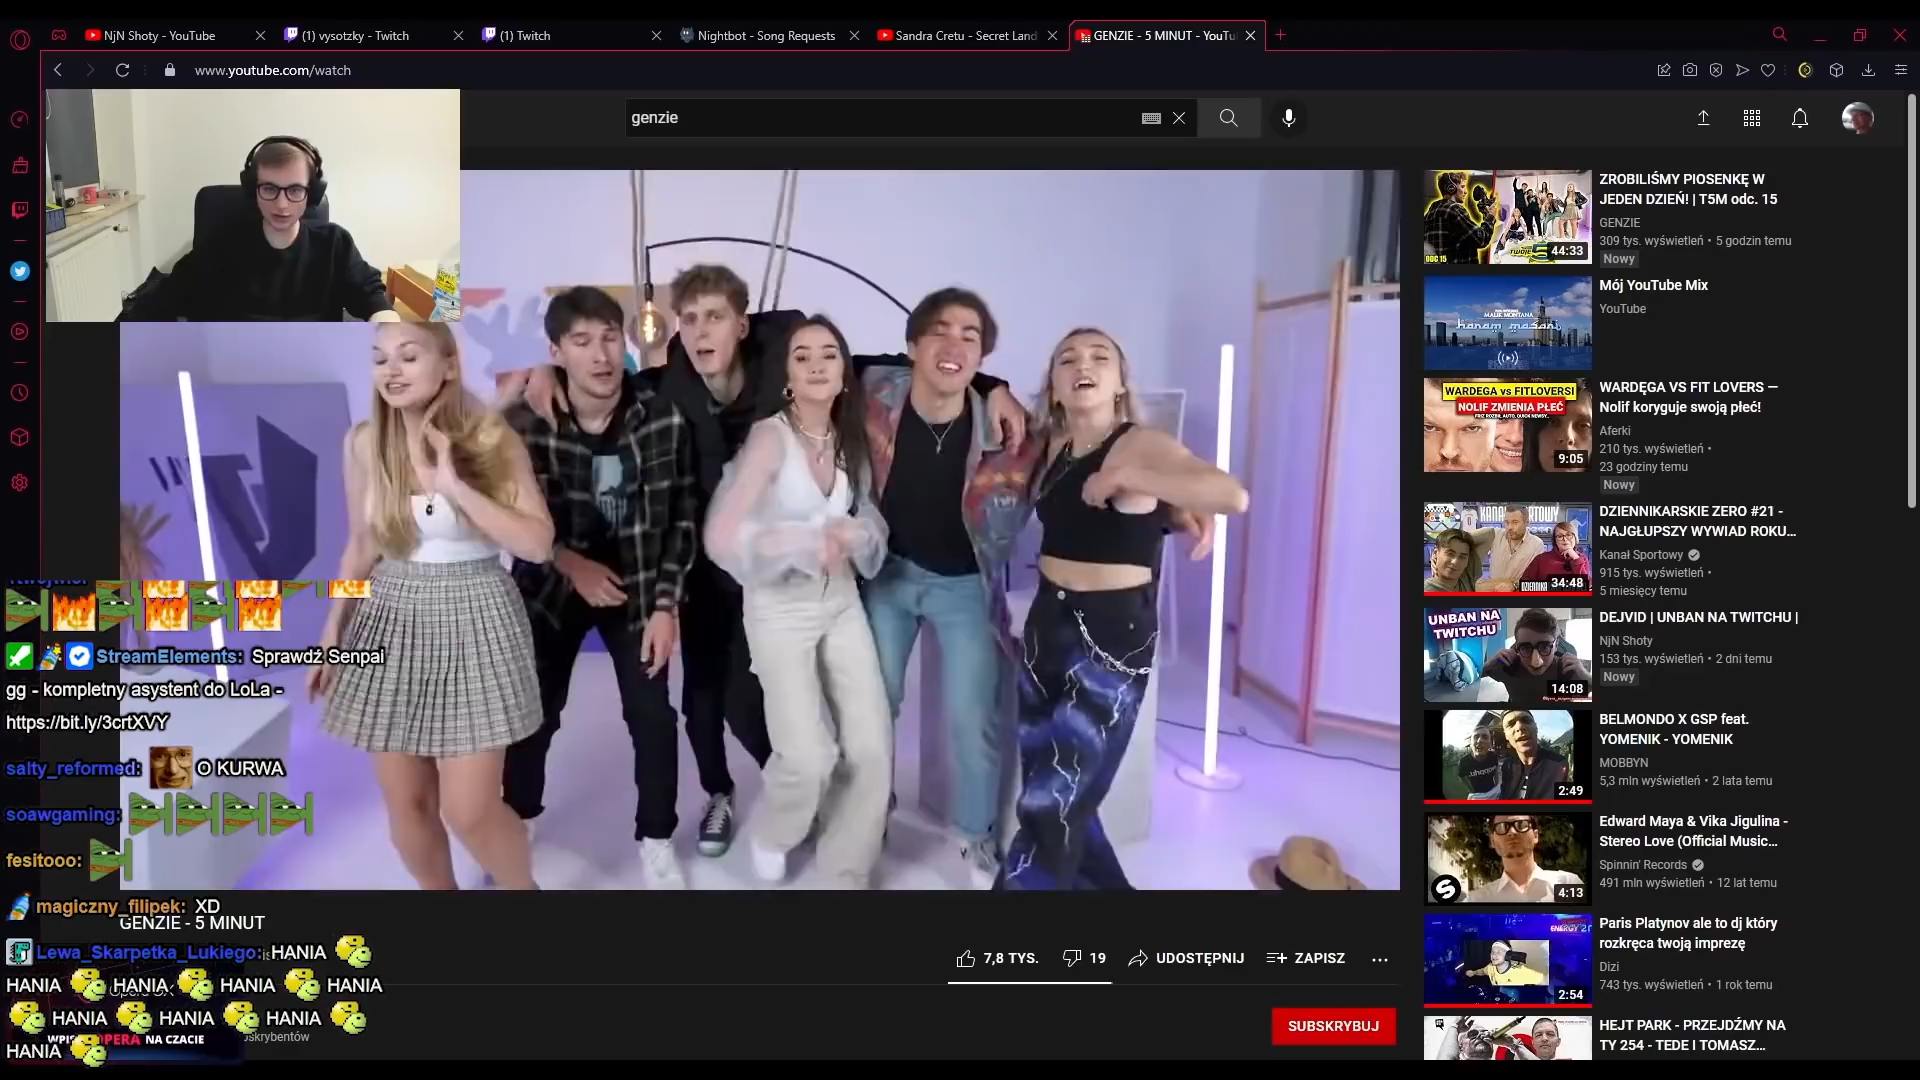 NjN Shoty - YouTube
(1) vysotzky - Twitch
(1) Twitch
Nightbot - Song Requests
Sandra Cretu - Secret Land
GENZIE - 5 MINUT - YouTu
www.youtube.com/watch
genzie
ZROBILIŚMY PIOSENKĘ W
JEDEN DZIEŃ! | T5M odc. 15
GENZIE
309 tys. wyświetleń • 5 godzin temu
Nowy
ODC 15
44:33
Mój YouTube Mix
YouTube
MALIK MONTANA
WARDĘGA VS FIT LOVERS —
Nolif koryguje swoją płeć!
Aferki
210 tys. wyświetleń •
23 godziny temu
Nowy
WARDEGA vs FITLOVERS!
NOLIF ZMIENIA PŁEĆ
9:05
DZIENNIKARSKIE ZERO #21 -
NAJGŁUPSZY WYWIAD ROKU...
Kanał Sportowy
915 tys. wyświetleń •
5 miesięcy temu
34:48
DEJVID | UNBAN NA TWITCHU |
NjN Shoty
153 tys. wyświetleń • 2 dni temu
Nowy
UNBAN NA
TWITCHU
14:08
BELMONDO X GSP feat.
YOMENIK - YOMENIK
MOBBYN
5,3 mln wyświetleń • 2 lata temu
2:49
Edward Maya & Vika Jigulina -
Stereo Love (Official Music...
Spinnin' Records
491 mln wyświetleń • 12 lat temu
4:13
Paris Platynov ale to dj który
rozkręca twoją imprezę
Dizi
743 tys. wyświetleń • 1 rok temu
2:54
HEJT PARK - PRZEJDŹMY NA
TY 254 - TEDE I TOMASZ...
StreamElements: Sprawdź Senpai
gg - kompletny asystent do LoLa -
https://bit.ly/3crtXVY
salty_reformed: O KURWA
soawgaming:
fesitooo:
magiczny_filipek: XD
GENZIE - 5 MINUT
Lewa_Skarpetka_Lukiego: HANIA
HANIA HANIA HANIA HANIA
HANIA HANIA HANIA
HANIA
OPERA NA CZACIE
7,8 TYS.
19
UDOSTĘPNIJ
ZAPISZ
SUBSKRYBUJ